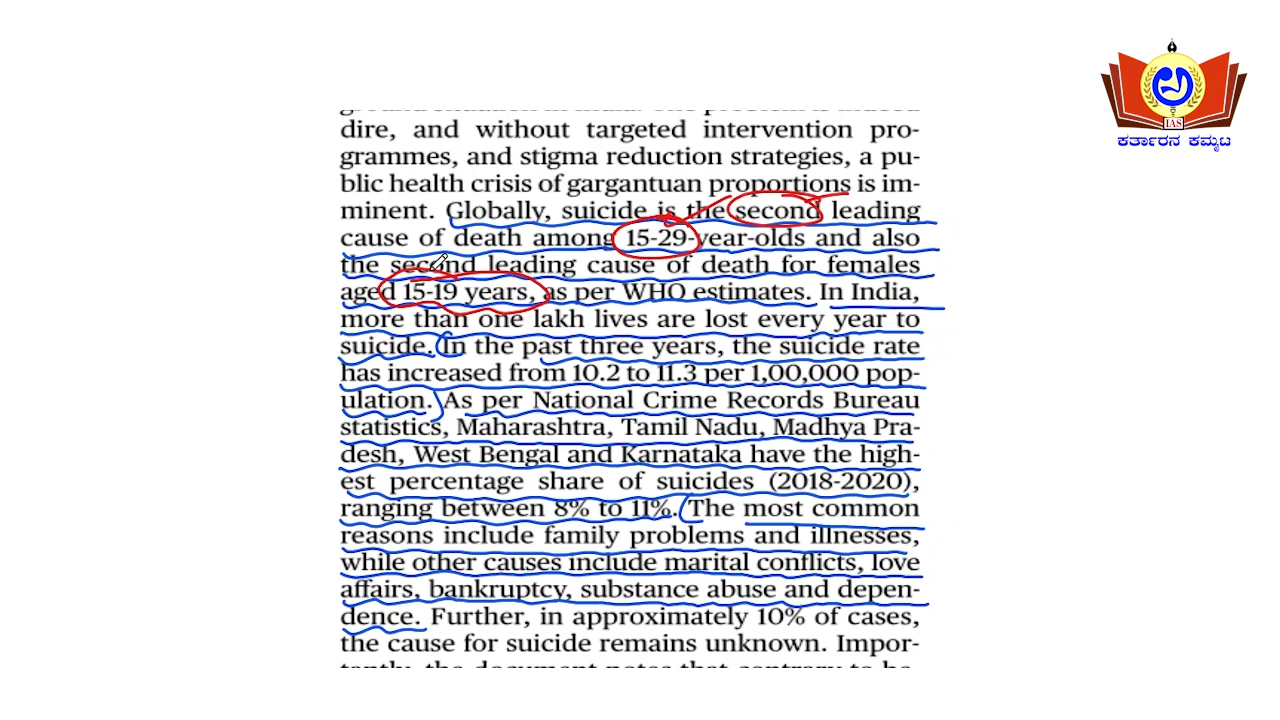 dire, and without targeted intervention pro-
grammes, and stigma reduction strategies, a pu-
blic health crisis of gargantuan proportions is im-
minent. Globally, suicide is the second leading
cause of death among 15-29-year-olds and also
the second leading cause of death for females
aged 15-19 years, as per WHO estimates. In India,
more than one lakh lives are lost every year to
suicide. In the past three years, the suicide rate
has increased from 10.2 to 11.3 per 1,00,000 pop-
ulation. As per National Crime Records Bureau
statistics, Maharashtra, Tamil Nadu, Madhya Pra-
desh, West Bengal and Karnataka have the high-
est percentage share of suicides (2018-2020),
ranging between 8% to 11%. The most common
reasons include family problems and illnesses,
while other causes include marital conflicts, love
affairs, bankruptcy, substance abuse and depen-
dence. Further, in approximately 10% of cases,
the cause for suicide remains unknown. Impor-
tantly, the document notes that contrary to be-
IAS
ಕರ್ತಾರನ ಕಮ್ಮಟ